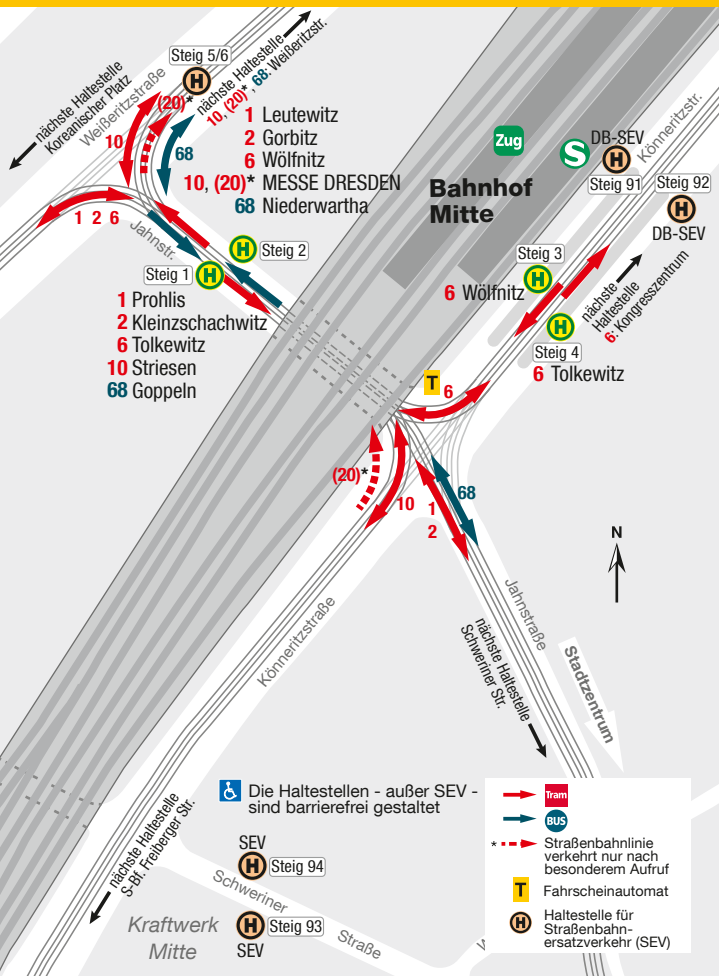 Steig 5/6
H
nächste Haltestelle
10, (20)*, 68: Weißeritzstr.
nächste Haltestelle
Koreanischer Platz
Weißeritzstraße
(20)*
10
68
1 Leutewitz
2 Gorbitz
6 Wölfnitz
10, (20)* MESSE DRESDEN
68 Niederwartha
1 2 6
Jahnstr.
Steig 2
H
Steig 1
H
1 Prohlis
2 Kleinzschachwitz
6 Tolkewitz
10 Striesen
68 Goppeln
Zug
S
Bahnhof
Mitte
DB-SEV
H
Steig 91
Könneritzstr.
Steig 92
H
DB-SEV
Steig 3
H
6 Wölfnitz
H
Steig 4
6 Tolkewitz
nächste
Haltestelle
6: Kongresszentrum
T
6
(20)*
10
1
2
68
N
Könneritzstraße
Jahnstraße
nächste Haltestelle
Schweriner Str.
Stadtzentrum
nächste Haltestelle
S-Bf. Freiberger Str.
Die Haltestellen - außer SEV -
sind barrierefrei gestaltet
SEV
H Steig 94
Schweriner
Straße
Kraftwerk
Mitte
H Steig 93
SEV
Tram
BUS
* Straßenbahnlinie
verkehrt nur nach
besonderem Aufruf
T Fahrscheinautomat
H Haltestelle für
Straßenbahn-
ersatzverkehr (SEV)